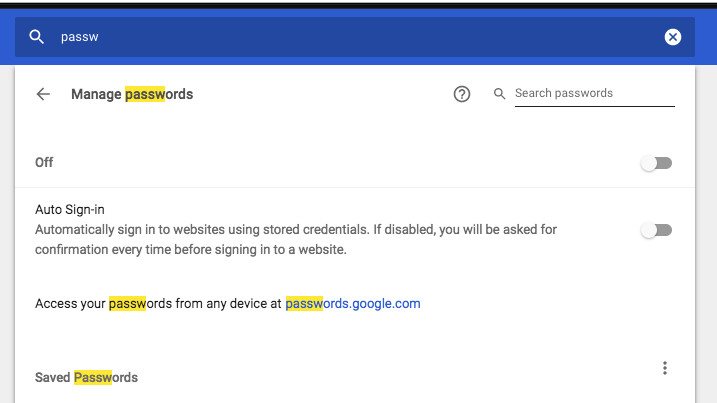 passw
Manage passwords
Search passwords
Off
Auto Sign-in
Automatically sign in to websites using stored credentials. If disabled, you will be asked for
confirmation every time before signing in to a website.
Access your passwords from any device at passwords.google.com
Saved Passwords